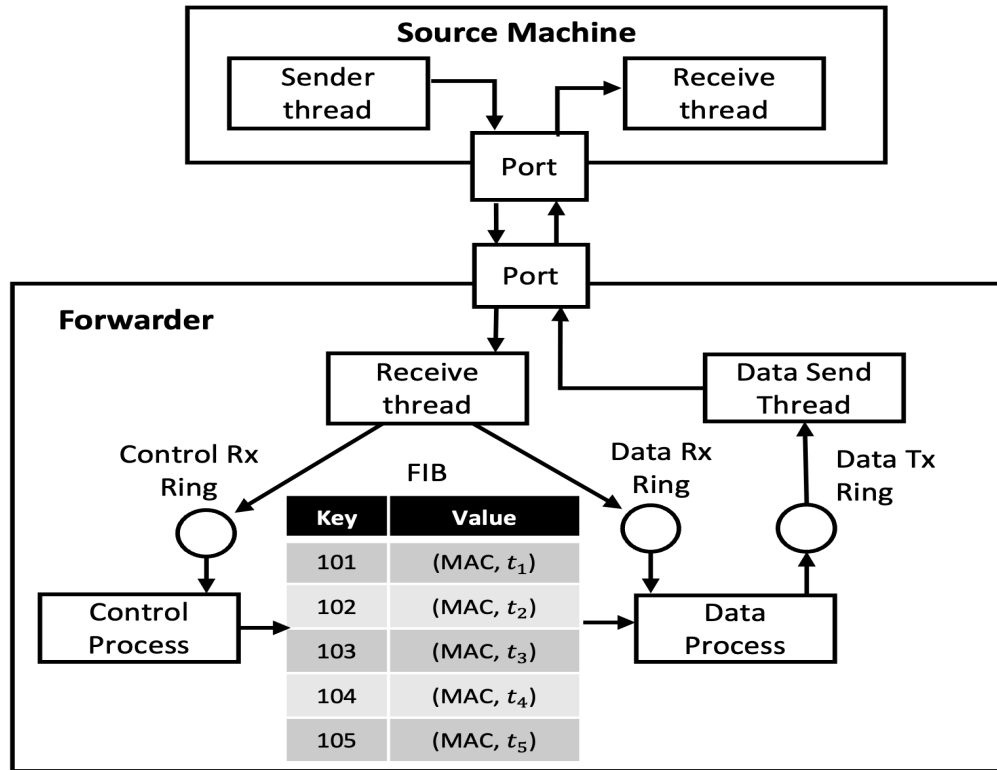 Source Machine
Sender
thread
Receive
thread
Port
Port
Forwarder
Receive
thread
Data Send
Thread
Control Rx
Ring
FIB
Data Rx
Ring
Data Tx
Ring
Key Value
101 (MAC, t₁)
102 (MAC, t₂)
103 (MAC, t₃)
104 (MAC, t₄)
105 (MAC, t₅)
Control
Process
Data
Process